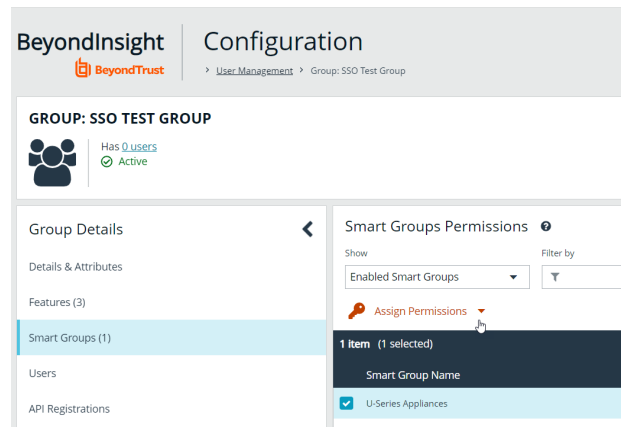 BeyondInsight
BeyondTrust
Configuration
> User Management > Group: SSO Test Group
GROUP: SSO TEST GROUP
Has 0 users
Active
Group Details
Details & Attributes
Features (3)
Smart Groups (1)
Users
API Registrations
Smart Groups Permissions
Show
Filter by
Enabled Smart Groups
Assign Permissions
1 item (1 selected)
Smart Group Name
U-Series Appliances